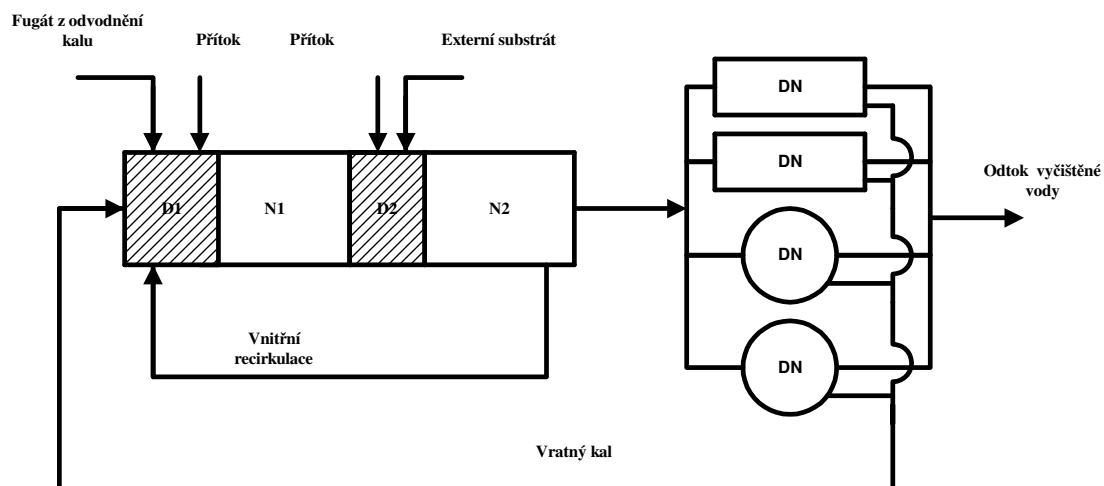 Fugát z odvodnění
kalu
Přítok
Přítok
Externí substrát
D1
N1
D2
N2
DN
DN
DN
DN
Odtok vyčištěné
vody
Vnitřní
recirkulace
Vratný kal